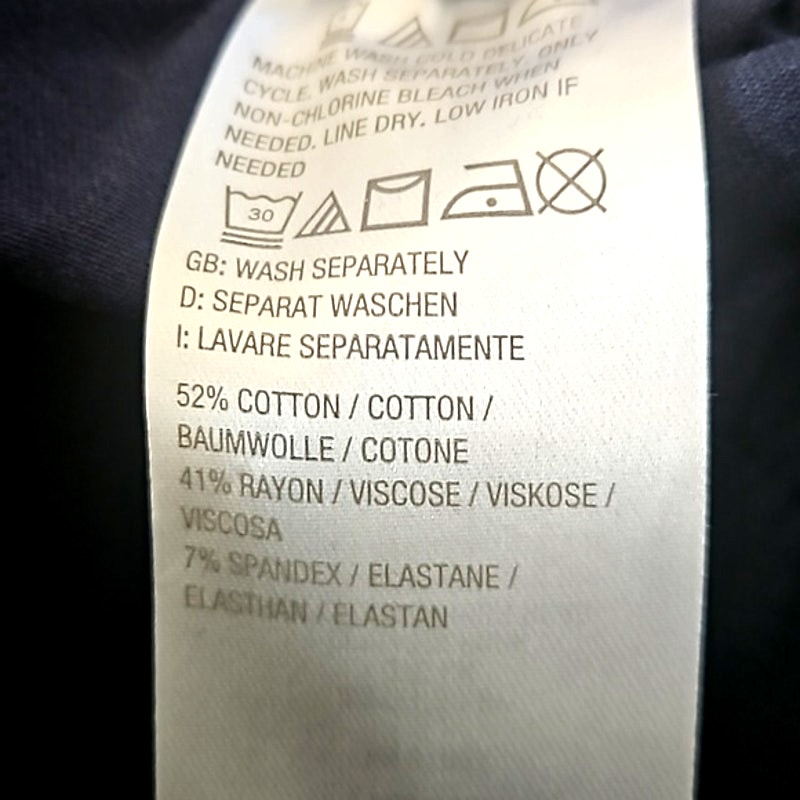 MACHINE WASH COLD DELICATE
CYCLE. WASH SEPARATELY. ONLY
NON-CHLORINE BLEACH WHEN
NEEDED. LINE DRY. LOW IRON IF
NEEDED
30
GB: WASH SEPARATELY
D: SEPARAT WASCHEN
I: LAVARE SEPARATAMENTE
52% COTTON / COTTON /
BAUMWOLLE / COTONE
41% RAYON / VISCOSE / VISKOSE /
VISCOSA
7% SPANDEX / ELASTANE /
ELASTHAN / ELASTAN